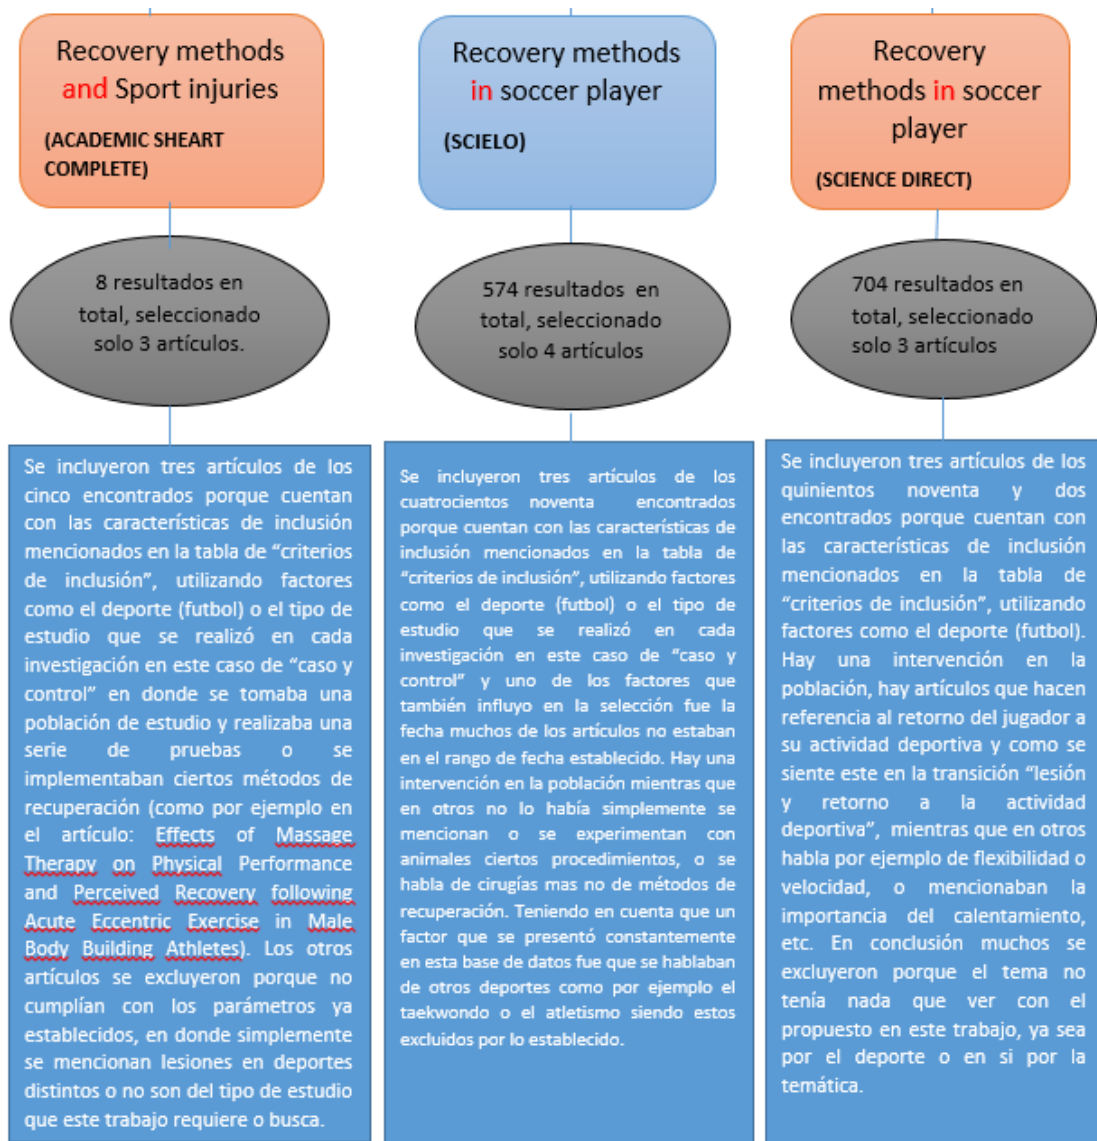 Recovery methods
and Sport injuries
(ACADEMIC SHEART
COMPLETE)
8 resultados en
total, seleccionado
solo 3 artículos.
Se incluyeron tres artículos de los
cinco encontrados porque cuentan
con las características de inclusión
mencionados en la tabla de “criterios
de inclusión”, utilizando factores
como el deporte (futbol) o el tipo de
estudio que se realizó en cada
investigación en este caso de “caso y
control” en donde se tomaba una
población de estudio y realizaba una
serie de pruebas o se
implementaban ciertos métodos de
recuperación (como por ejemplo en
el artículo: Effects of Massage
Therapy on Physical Performance
and Perceived Recovery following
Acute Eccentric Exercise in Male
Body Building Athletes). Los otros
artículos se excluyeron porque no
cumplían con los parámetros ya
establecidos, en donde simplemente
se mencionan lesiones en deportes
distintos o no son del tipo de estudio
que este trabajo requiere o busca.
Recovery methods
in soccer player
(SCIELO)
574 resultados en
total, seleccionado
solo 4 artículos
Se incluyeron tres artículos de los
cuatrocientos noventa encontrados
porque cuentan con las características de
inclusión mencionados en la tabla de
“criterios de inclusión”, utilizando factores
como el deporte (futbol) o el tipo de
estudio que se realizó en cada
investigación en este caso de “caso y
control” y uno de los factores que
también influyo en la selección fue la
fecha muchos de los artículos no estaban
en el rango de fecha establecido. Hay una
intervención en la población mientras que
en otros no lo había simplemente se
mencionan o se experimentan con
animales ciertos procedimientos, o se
habla de cirugías mas no de métodos de
recuperación. Teniendo en cuenta que un
factor que se presentó constantemente
en esta base de datos fue que se hablaban
de otros deportes como por ejemplo el
taekwondo o el atletismo siendo estos
excluidos por lo establecido.
Recovery
methods in soccer
player
(SCIENCE DIRECT)
704 resultados en
total, seleccionado
solo 3 artículos
Se incluyeron tres artículos de los
quinientos noventa y dos
encontrados porque cuentan con
las características de inclusión
mencionados en la tabla de
“criterios de inclusión”, utilizando
factores como el deporte (futbol).
Hay una intervención en la
población, hay artículos que hacen
referencia al retorno del jugador a
su actividad deportiva y como se
siente este en la transición “lesión
y retorno a la actividad
deportiva”, mientras que en otros
habla por ejemplo de flexibilidad o
velocidad, o mencionaban la
importancia del calentamiento,
etc. En conclusión muchos se
excluyeron porque el tema no
tenía nada que ver con el
propuesto en este trabajo, ya sea
por el deporte o en si por la
temática.